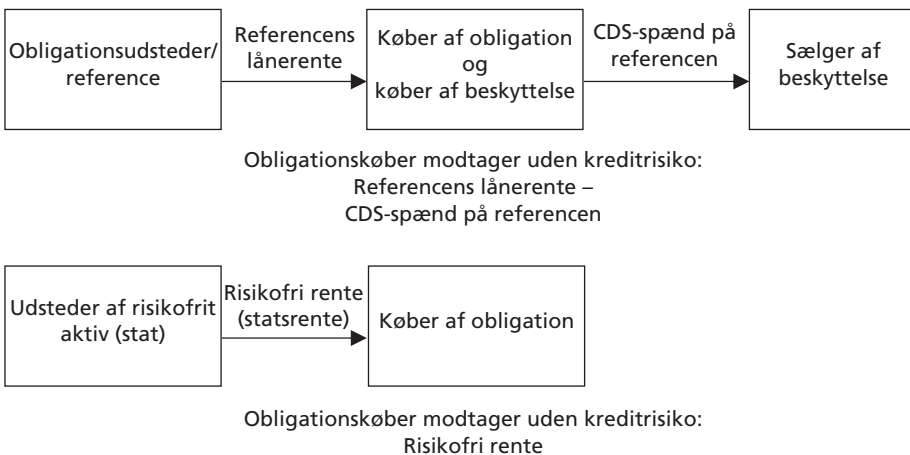 Obligationsudsteder/
reference
Referencens
lånerente
Køber af obligation
og
køber af beskyttelse
CDS-spænd på
referencen
Sælger af
beskyttelse
Obligationskøber modtager uden kreditrisiko:
Referencens lånerente –
CDS-spænd på referencen
Udsteder af risikofrit
aktiv (stat)
Risikofri rente
(statsrente)
Køber af obligation
Obligationskøber modtager uden kreditrisiko:
Risikofri rente